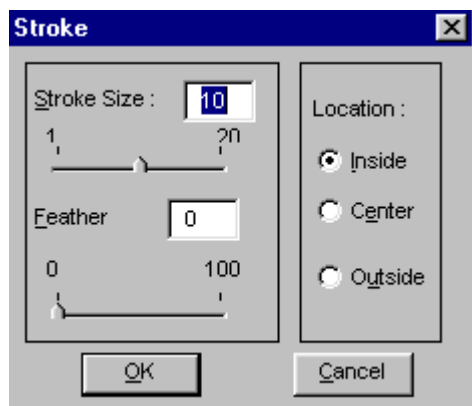 Stroke
Stroke Size : 10
1 20
Feather 0
0 100
Location :
Inside
Center
Outside
OK
Cancel